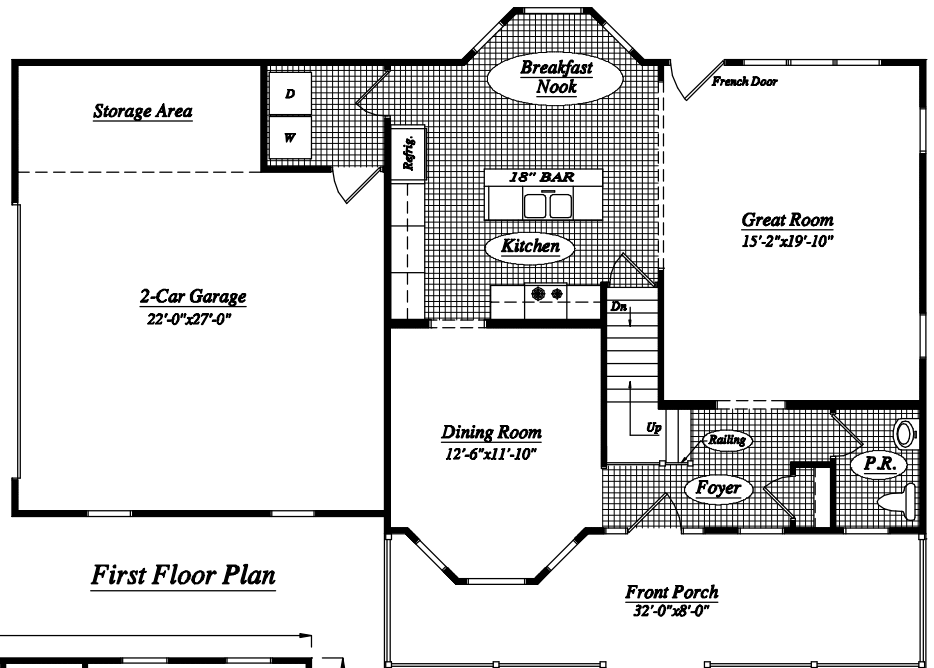 Breakfast
Nook
French Door
D
Storage Area
W
Refrig.
18" BAR
Great Room
15'-2"x19'-10"
Kitchen
2-Car Garage
22'-0"x27'-0"
Dn
Dining Room
12'-6"x11'-10"
Up
Railing
P.R.
Foyer
First Floor Plan
Front Porch
32'-0"x8'-0"